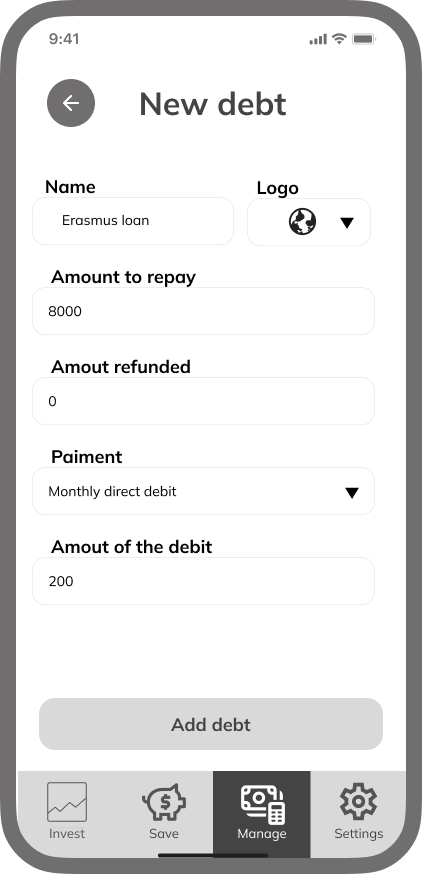 9:41
New debt
Name
Logo
Erasmus loan
Amount to repay
8000
Amout refunded
0
Paiment
Monthly direct debit
Amout of the debit
200
Add debt
Invest
Save
Manage
Settings